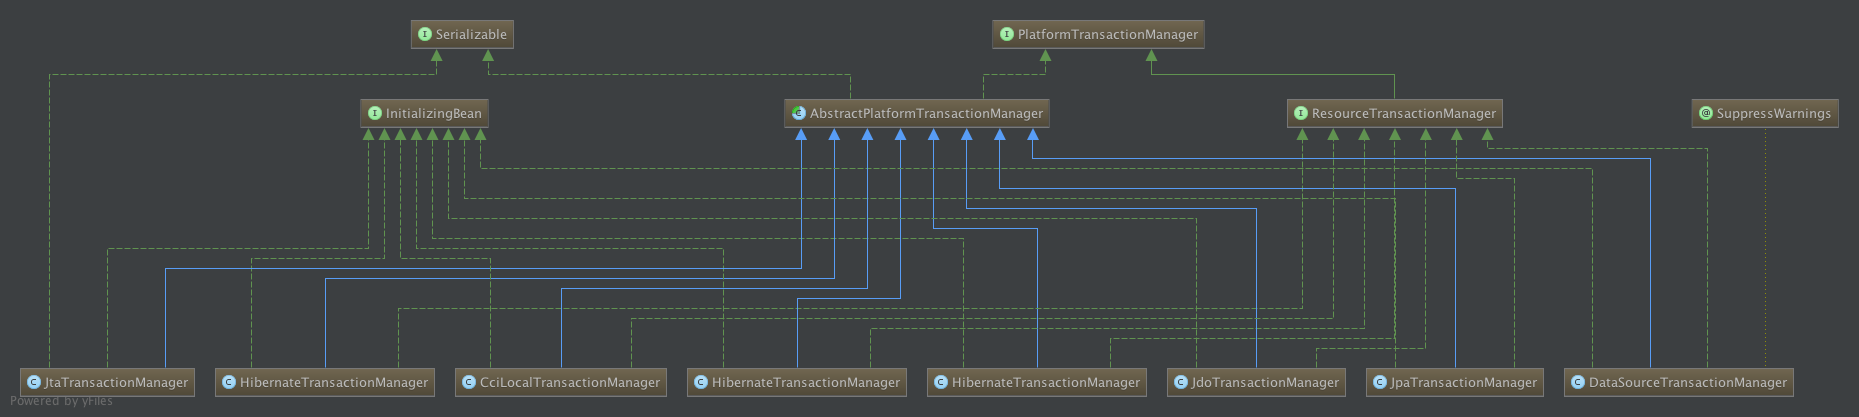 Serializable
PlatformTransactionManager
InitializingBean
AbstractPlatformTransactionManager
ResourceTransactionManager
SuppressWarnings
JtaTransactionManager
HibernateTransactionManager
CciLocalTransactionManager
HibernateTransactionManager
HibernateTransactionManager
JdoTransactionManager
JpaTransactionManager
DataSourceTransactionManager
Powered by yFiles